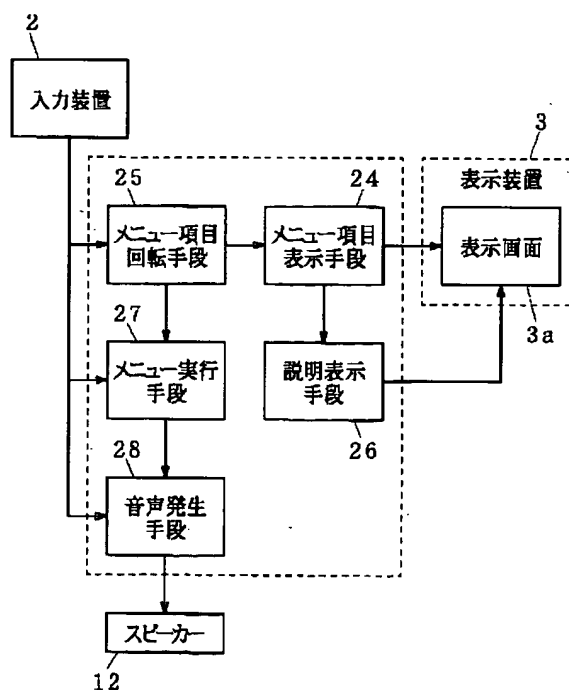 2
入力装置
3
表示装置
25
メニュー項目
回転手段
24
メニュー項目
表示手段
表示画面
3a
27
メニュー実行
手段
説明表示
手段
26
28
音声発生
手段
スピーカー
12